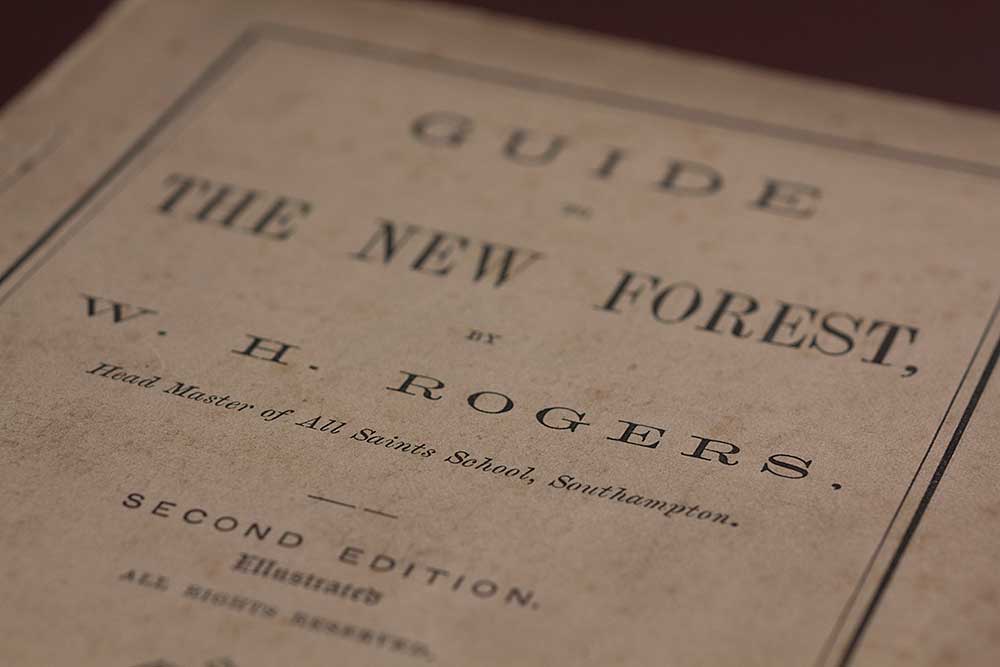 GUIDE
TO
THE NEW FOREST,
BY
W. H. ROGERS.
Head Master of All Saints School, Southampton.
SECOND EDITION.
Illustrated
ALL RIGHTS RESERVED.